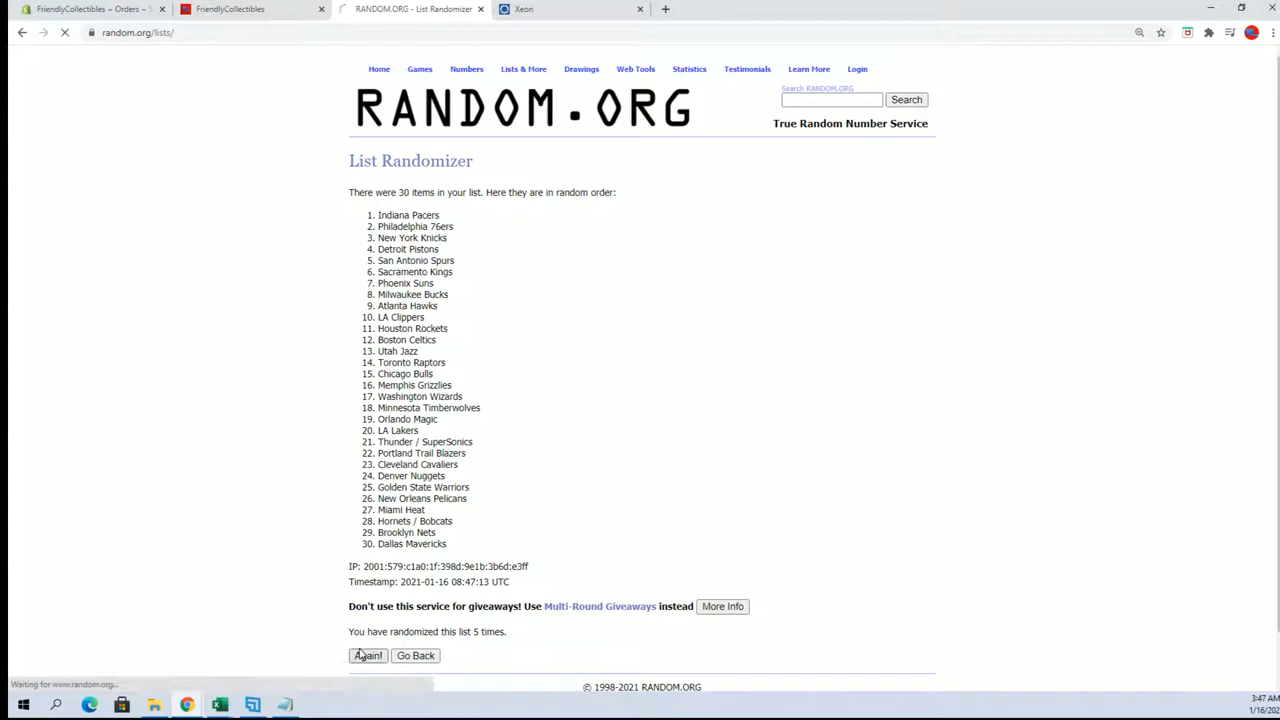 FriendlyCollectibles ~ Orders ~ S
FriendlyCollectibles
RANDOM.ORG - List Randomizer
Xeon
random.org/lists/
Home Games Numbers Lists & More Drawings Web Tools Statistics Testimonials Learn More Login
RANDOM.ORG
Search RANDOM.ORG
Search
True Random Number Service
List Randomizer
There were 30 items in your list. Here they are in random order:
1. Indiana Pacers
2. Philadelphia 76ers
3. New York Knicks
4. Detroit Pistons
5. San Antonio Spurs
6. Sacramento Kings
7. Phoenix Suns
8. Milwaukee Bucks
9. Atlanta Hawks
10. LA Clippers
11. Houston Rockets
12. Boston Celtics
13. Utah Jazz
14. Toronto Raptors
15. Chicago Bulls
16. Memphis Grizzlies
17. Washington Wizards
18. Minnesota Timberwolves
19. Orlando Magic
20. LA Lakers
21. Thunder / SuperSonics
22. Portland Trail Blazers
23. Cleveland Cavaliers
24. Denver Nuggets
25. Golden State Warriors
26. New Orleans Pelicans
27. Miami Heat
28. Hornets / Bobcats
29. Brooklyn Nets
30. Dallas Mavericks
IP: 2001:579:c1a0:1f:398d:9e1b:3b6d:e3ff
Timestamp: 2021-01-16 08:47:13 UTC
Don't use this service for giveaways! Use Multi-Round Giveaways instead More Info
You have randomized this list 5 times.
Again! Go Back
Waiting for www.random.org...
© 1998-2021 RANDOM.ORG
3:47 AM
1/16/202